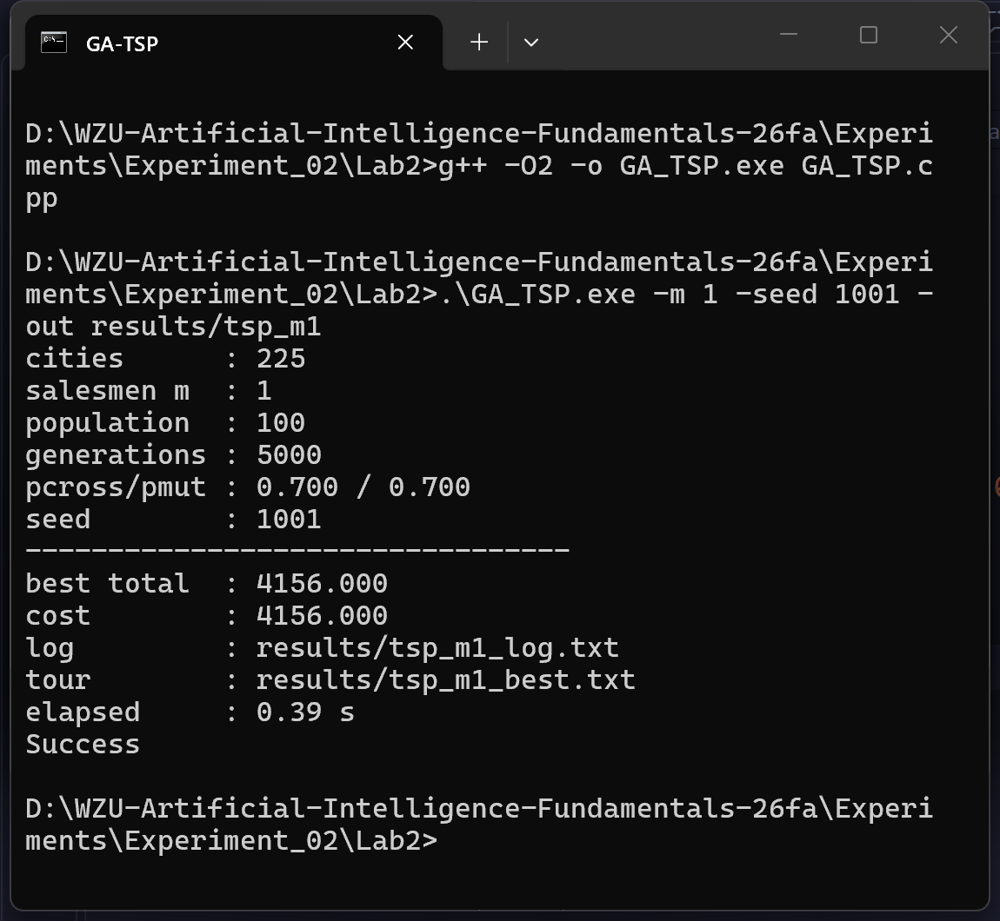 GA-TSP
D:\WZU-Artificial-Intelligence-Fundamentals-26fa\Experi
ments\Experiment_02\Lab2>g++ -O2 -o GA_TSP.exe GA_TSP.c
pp
D:\WZU-Artificial-Intelligence-Fundamentals-26fa\Experi
ments\Experiment_02\Lab2>.\GA_TSP.exe -m 1 -seed 1001 -
out results/tsp_m1
cities      : 225
salesmen m  : 1
population  : 100
generations : 5000
pcross/pmut : 0.700 / 0.700
seed        : 1001
---------------------------------
best total  : 4156.000
cost        : 4156.000
log         : results/tsp_m1_log.txt
tour        : results/tsp_m1_best.txt
elapsed     : 0.39 s
Success
D:\WZU-Artificial-Intelligence-Fundamentals-26fa\Experi
ments\Experiment_02\Lab2>